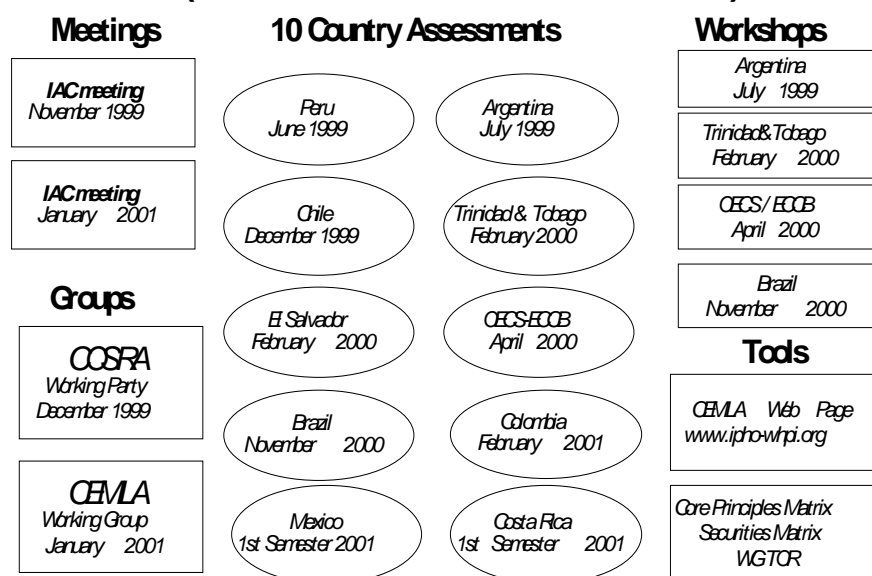 Meetings
IAC meeting
November 1999
IAC meeting
January 2001
Groups
COSRA
Working Party
December 1999
CEMLA
Working Group
January 2001
10 Country Assessments
Peru
June 1999
Argentina
July 1999
Chile
December 1999
Trinidad & Tobago
February 2000
El Salvador
February 2000
OECS-ECCB
April 2000
Brazil
November 2000
Colombia
February 2001
Mexico
1st Semester 2001
Costa Rica
1st Semester 2001
Workshops
Argentina
July 1999
Trinidad & Tobago
February 2000
OECS / ECCB
April 2000
Brazil
November 2000
Tools
CEMLA Web Page
www.ipho-whpi.org
Core Principles Matrix
Securities Matrix
WGTOR